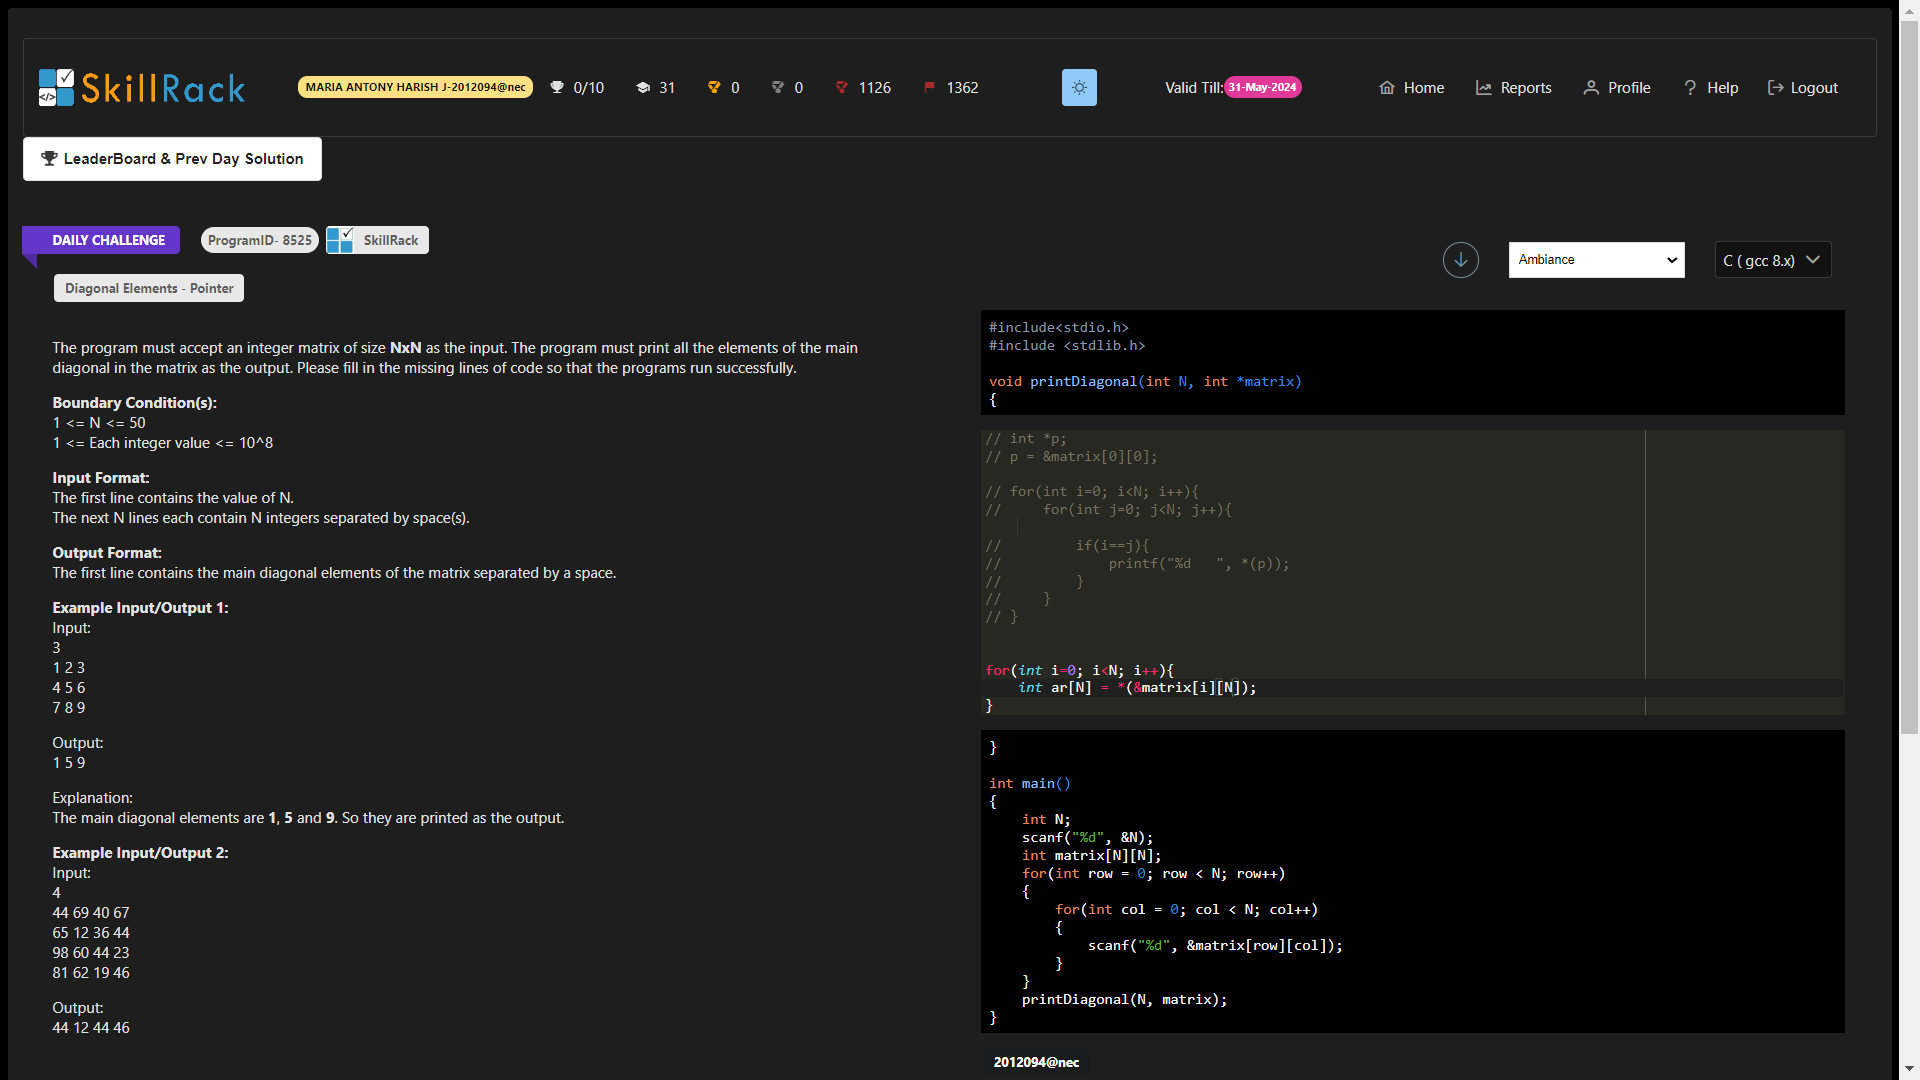 SkillRack
MARIA ANTONY HARISH J-2012094@nec
0/10
31
0
0
1126
1362
Valid Till: 31-May-2024
Home
Reports
Profile
? Help
Logout
LeaderBoard & Prev Day Solution
DAILY CHALLENGE
ProgramID- 8525
SkillRack
Diagonal Elements - Pointer
The program must accept an integer matrix of size NxN as the input. The program must print all the elements of the main
diagonal in the matrix as the output. Please fill in the missing lines of code so that the programs run successfully.
Boundary Condition(s):
1 <= N <= 50
1 <= Each integer value <= 10^8
Input Format:
The first line contains the value of N.
The next N lines each contain N integers separated by space(s).
Output Format:
The first line contains the main diagonal elements of the matrix separated by a space.
Example Input/Output 1:
Input:
3
1 2 3
4 5 6
7 8 9
Output:
1 5 9
Explanation:
The main diagonal elements are 1, 5 and 9. So they are printed as the output.
Example Input/Output 2:
Input:
4
44 69 40 67
65 12 36 44
98 60 44 23
81 62 19 46
Output:
44 12 44 46
Ambiance
C ( gcc 8.x)
#include<stdio.h>
#include <stdlib.h>
void printDiagonal(int N, int *matrix)
{
// int *p;
// p = &matrix[0][0];
// for(int i=0; i<N; i++){
//     for(int j=0; j<N; j++){
//         if(i==j){
//             printf("%d   ", *(p));
//         }
//     }
// }
for(int i=0; i<N; i++){
    int ar[N] = *(&matrix[i][N]);
}
}
int main()
{
    int N;
    scanf("%d", &N);
    int matrix[N][N];
    for(int row = 0; row < N; row++)
    {
        for(int col = 0; col < N; col++)
        {
            scanf("%d", &matrix[row][col]);
        }
    }
    printDiagonal(N, matrix);
}
2012094@nec